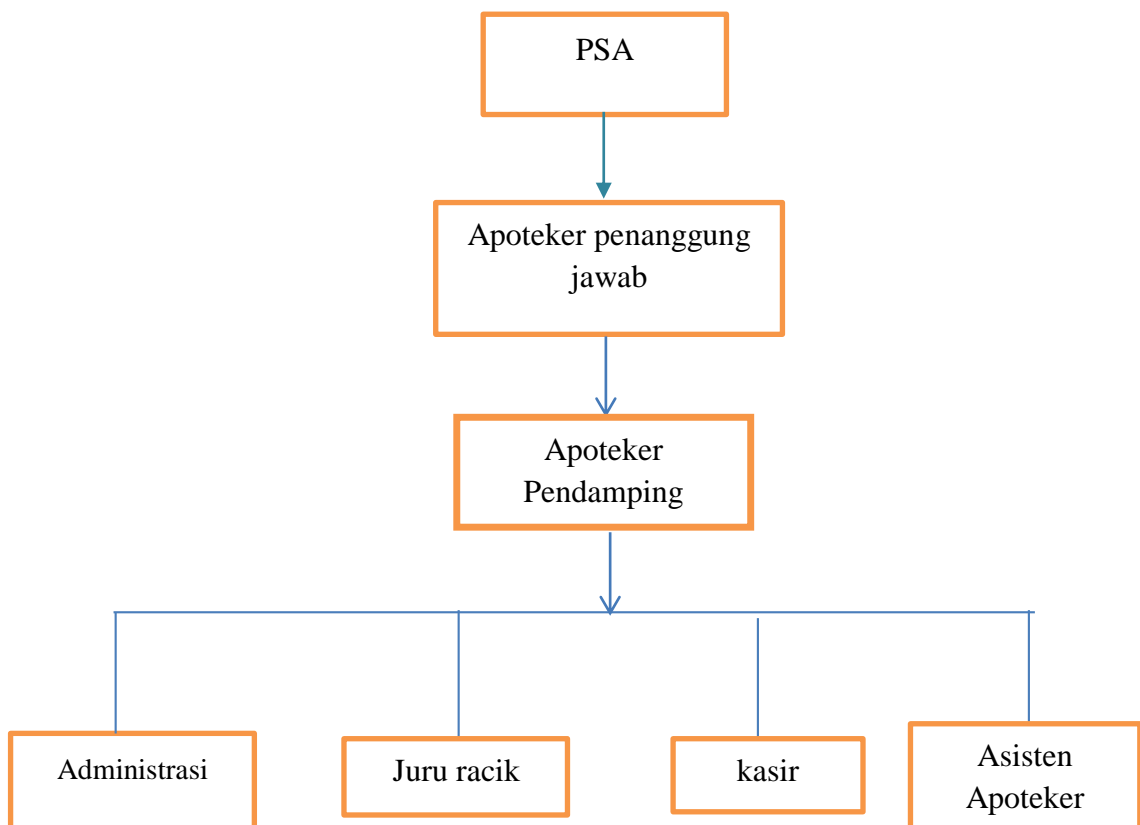 PSA
Apoteker penanggung
jawab
Apoteker
Pendamping
Administrasi
Juru racik
kasir
Asisten
Apoteker